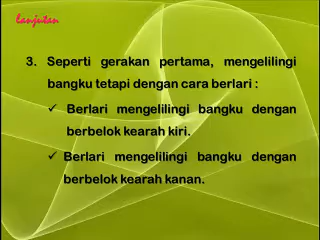 Lanjutan
3. Seperti gerakan pertama, mengelilingi
bangku tetapi dengan cara berlari :
✓ Berlari mengelilingi bangku dengan
berbelok kearah kiri.
✓ Berlari mengelilingi bangku dengan
berbelok kearah kanan.